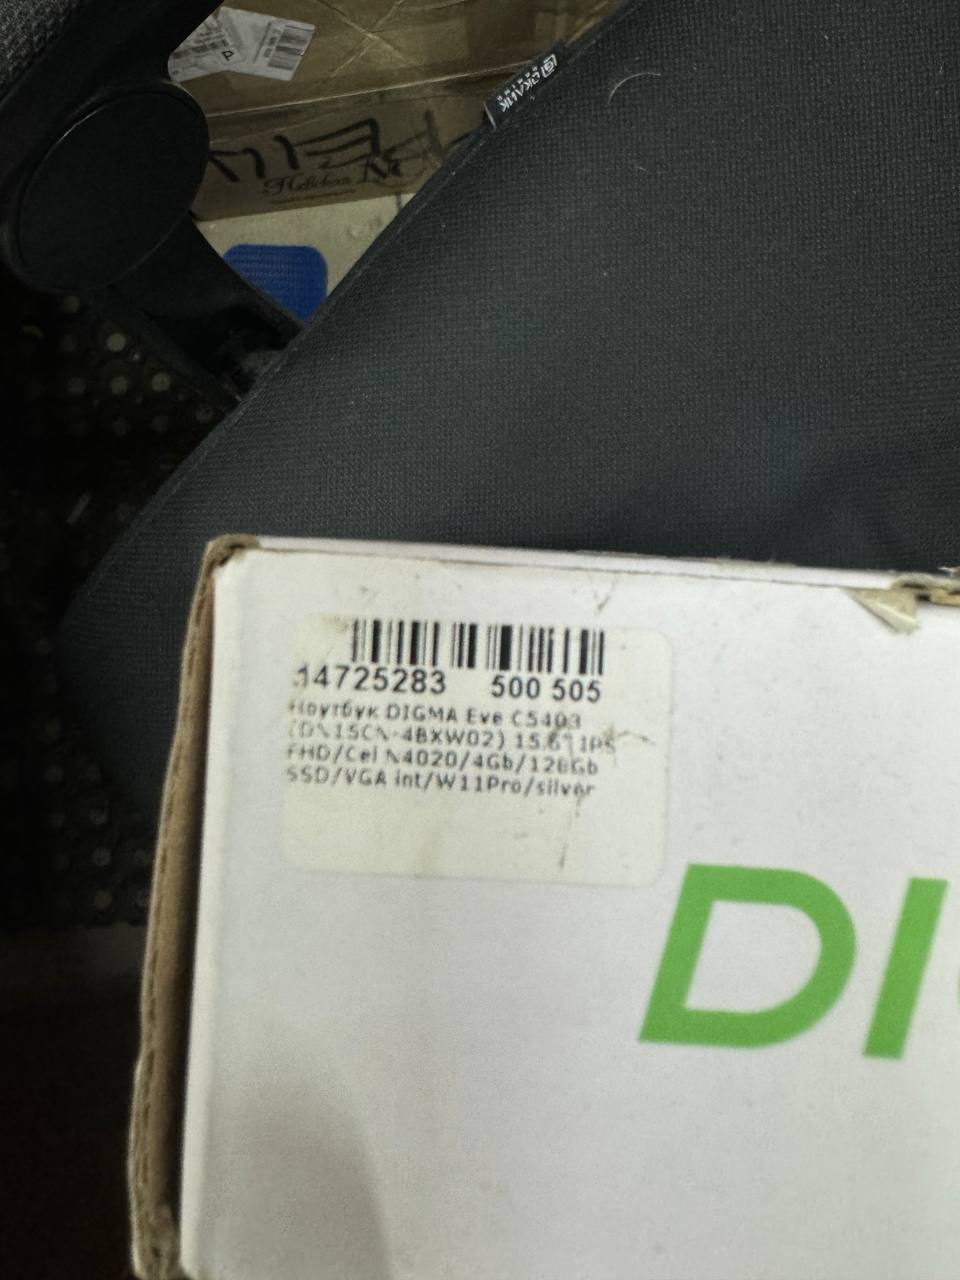 Р
14725283 500 505
Ноутбук DIGMA Eve C5403
(DN15CN-4BXW02) 15.6" IPS
FHD/Cel N4020/4Gb/128Gb
SSD/VGA int/W11Pro/silver
DI